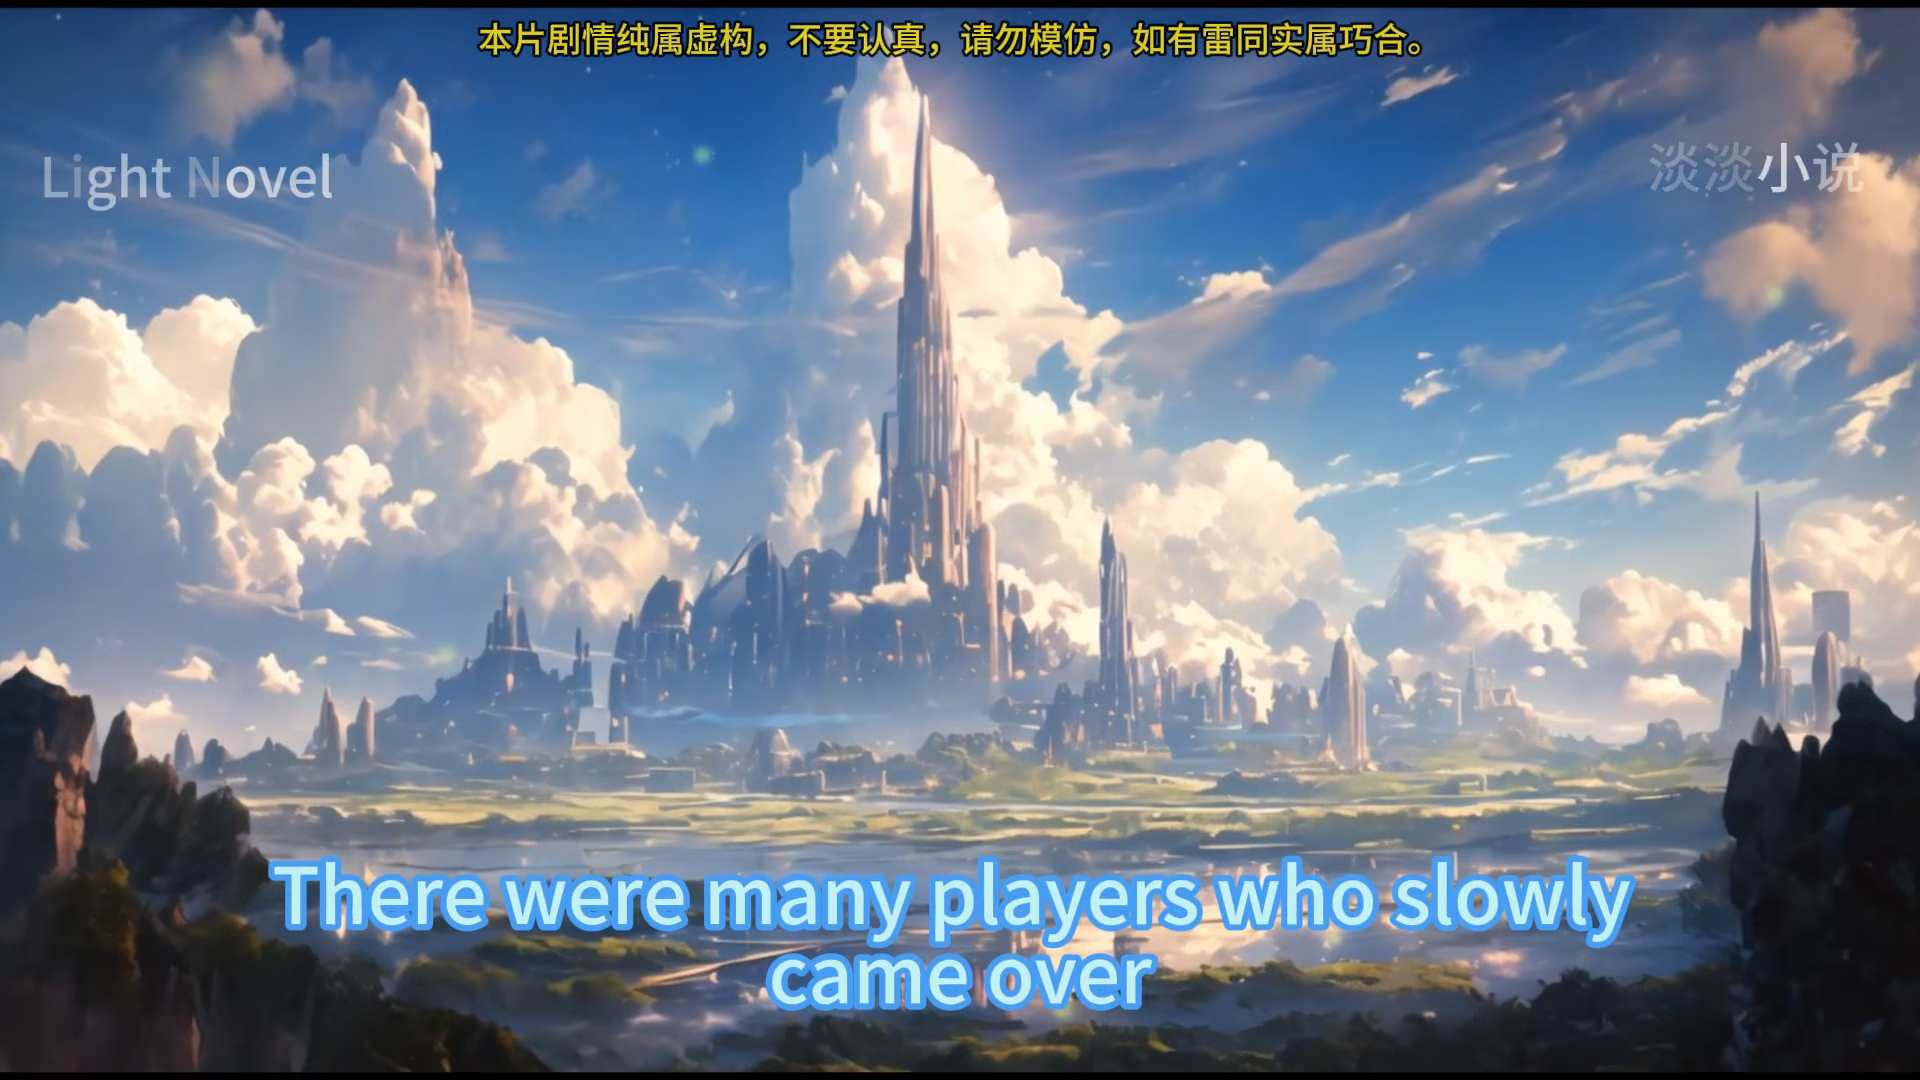 本片剧情纯属虚构，不要认真，请勿模仿，如有雷同实属巧合。
Light Novel
淡淡小说
There were many players who slowly
came over